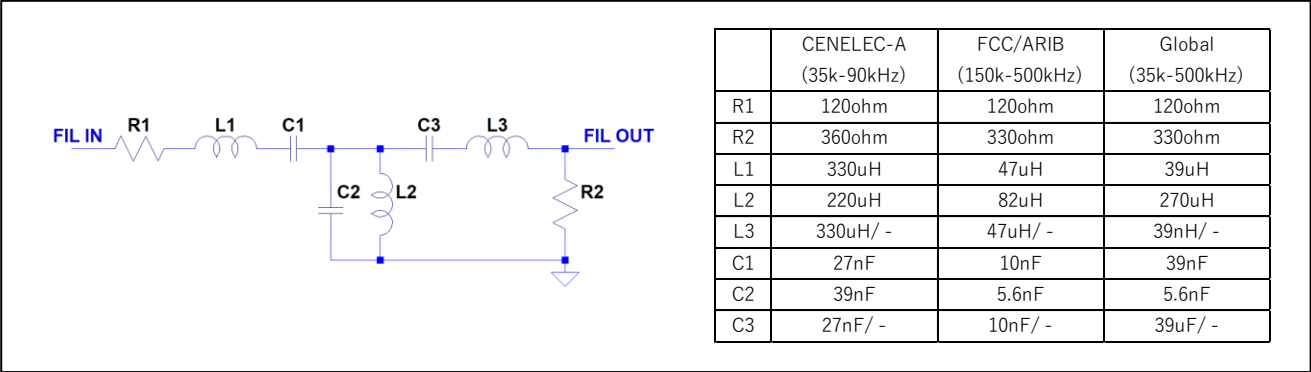 FIL IN R1 L1 C1 C3 L3 FIL OUT
C2 L2 R2
CENELEC-A FCC/ARIB Global
(35k-90kHz) (150k-500kHz) (35k-500kHz)
R1 120ohm 120ohm 120ohm
R2 360ohm 330ohm 330ohm
L1 330uH 47uH 39uH
L2 220uH 82uH 270uH
L3 330uH/ - 47uH/ - 39nH/ -
C1 27nF 10nF 39nF
C2 39nF 5.6nF 5.6nF
C3 27nF/ - 10nF/ - 39uF/ -